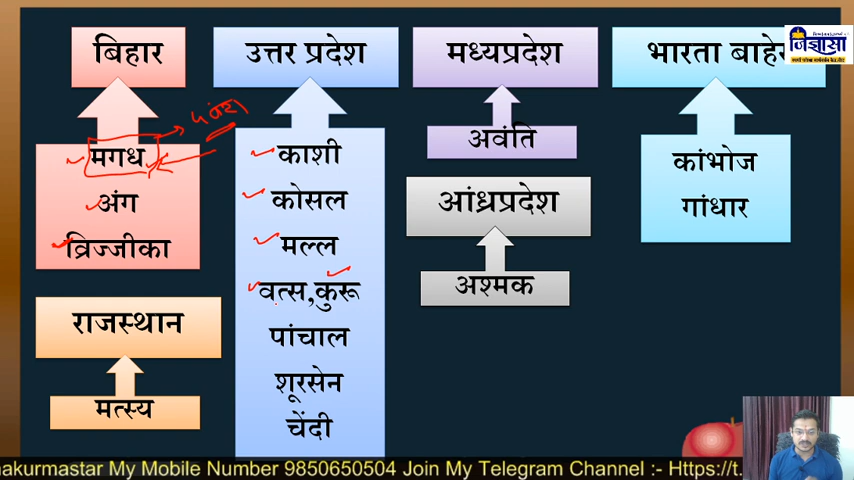 बिहार
मगध
अंग
व्रिज्जीका
राजस्थान
मत्स्य
उत्तर प्रदेश
काशी
कोसल
मल्ल
वत्स,कुरू
पांचाल
शूरसेन
चेंदी
मध्यप्रदेश
अवंति
आंध्रप्रदेश
अश्मक
भारता बाहे
कांभोज
गांधार
जिज्ञासा
akurmastar My Mobile Number 9850650504 Join My Telegram Channel :- Https://t.